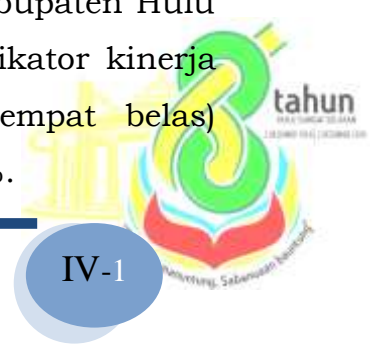 bupaten Hulu
ikator kinerja
empat belas)
tahun
IV-1